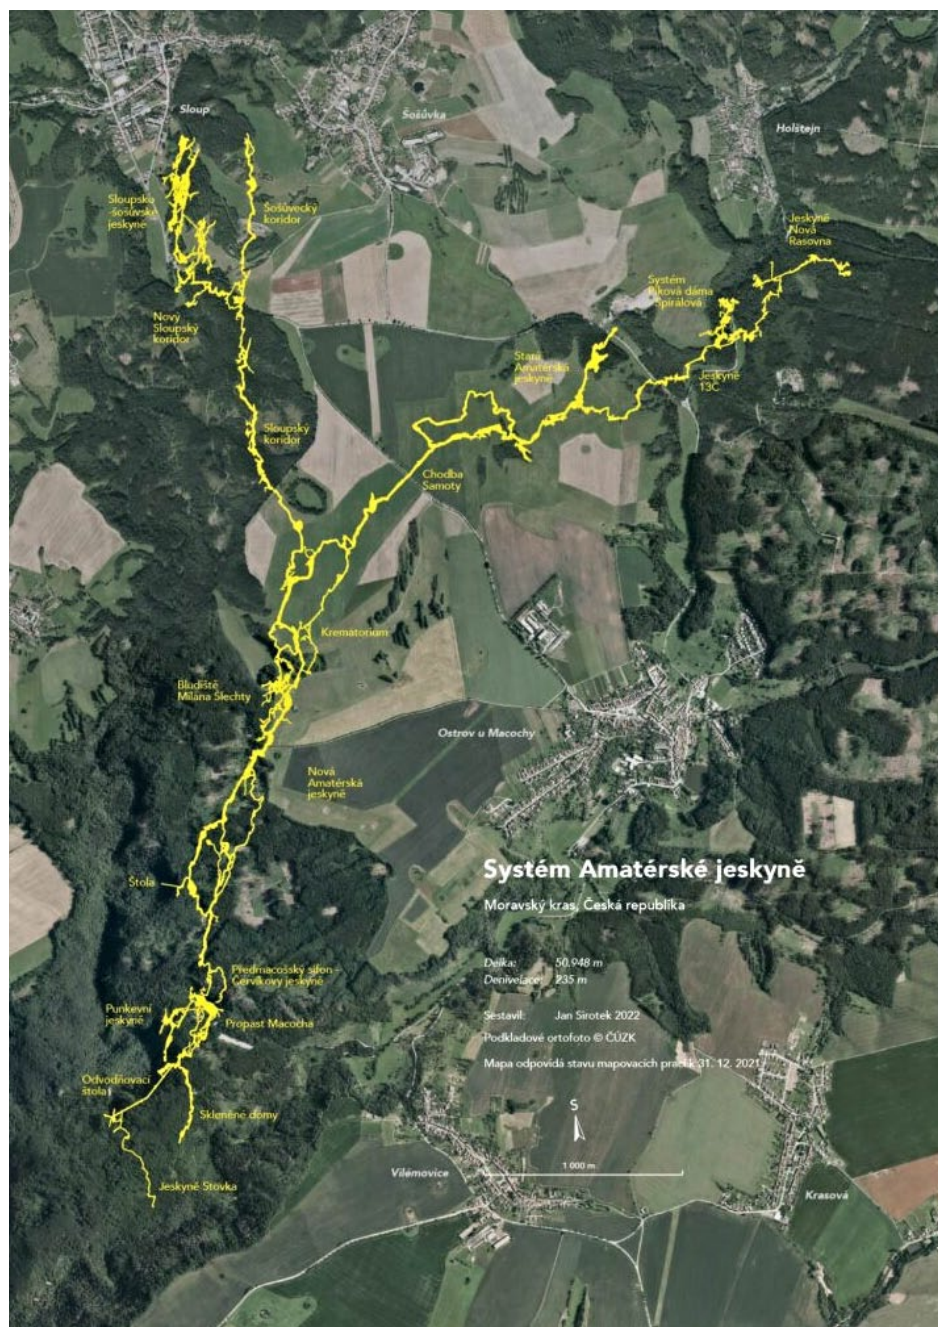 Sloup
Šošůvka
Holštejn
Sloupsko
-šošůvské
jeskyně
Šošůvecký
koridor
Jeskyně
Nová
Rasovna
Systém
Piková dáma
- Spirálová
Nový
Sloupský
koridor
Stará
Amatérská
jeskyně
Jeskyně
13C
Sloupský
koridor
Chodba
Samoty
Krematorium
Bludiště
Milana Šlechty
Ostrov u Macochy
Nová
Amatérská
jeskyně
Štola
Systém Amatérské jeskyně
Moravský kras, Česká republika
Délka: 50.948 m
Denivelace: 235 m
Sestavil: Jan Sirotek 2022
Podkladové ortofoto © ČÚZK
Mapa odpovídá stavu mapovacích prací k 31. 12. 2021
Předmacošský sifon -
Červíkovy jeskyně
Punkevní
jeskyně
Propast Macocha
Odvodňovací
štola
Skleněné dómy
S
1 000 m
Vilémovice
Jeskyně Stovka
Krasová